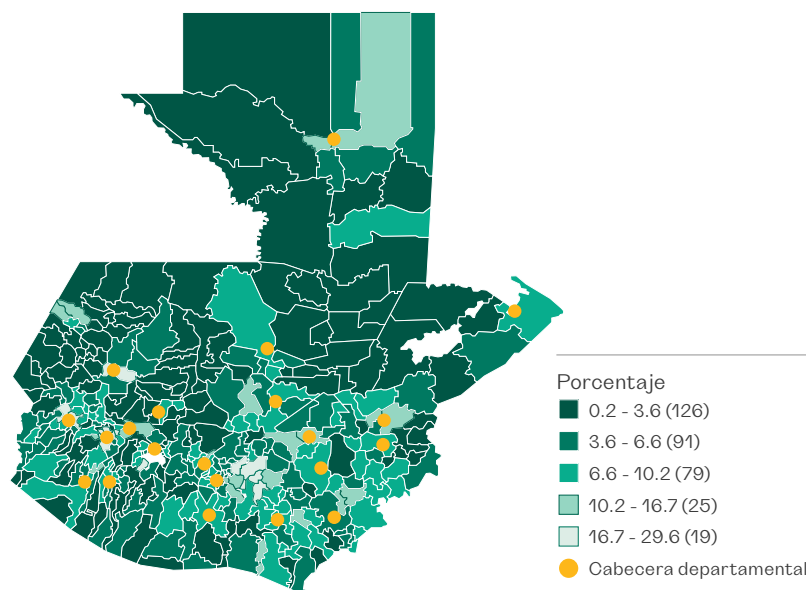 Porcentaje
0.2 - 3.6 (126)
3.6 - 6.6 (91)
6.6 - 10.2 (79)
10.2 - 16.7 (25)
16.7 - 29.6 (19)
Cabecera departamental